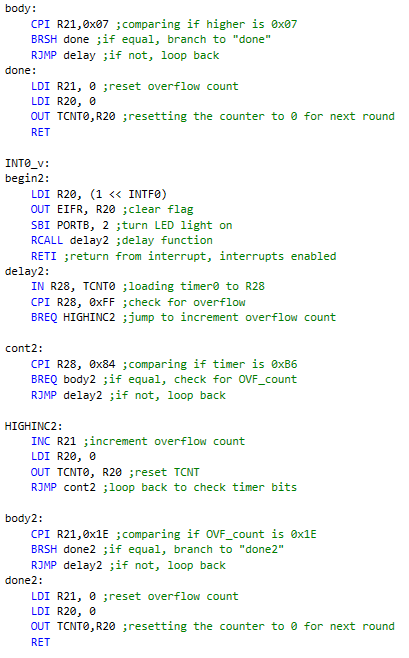 body:
CPI R21,0x07 ;comparing if higher is 0x07
BRSH done ;if equal, branch to "done"
RJMP delay ;if not, loop back
done:
LDI R21, 0 ;reset overflow count
LDI R20, 0
OUT TCNT0,R20 ;resetting the counter to 0 for next round
RET
INT0_v:
begin2:
LDI R20, (1 << INTF0)
OUT EIFR, R20 ;clear flag
SBI PORTB, 2 ;turn LED light on
RCALL delay2 ;delay function
RETI ;return from interrupt, interrupts enabled
delay2:
IN R28, TCNT0 ;loading timer0 to R28
CPI R28, 0xFF ;check for overflow
BREQ HIGHINC2 ;jump to increment overflow count
cont2:
CPI R28, 0x84 ;comparing if timer is 0xB6
BREQ body2 ;if equal, check for OVF_count
RJMP delay2 ;if not, loop back
HIGHINC2:
INC R21 ;increment overflow count
LDI R20, 0
OUT TCNT0, R20 ;reset TCNT
RJMP cont2 ;loop back to check timer bits
body2:
CPI R21,0x1E ;comparing if OVF_count is 0x1E
BRSH done2 ;if equal, branch to "done2"
RJMP delay2 ;if not, loop back
done2:
LDI R21, 0 ;reset overflow count
LDI R20, 0
OUT TCNT0,R20 ;resetting the counter to 0 for next round
RET